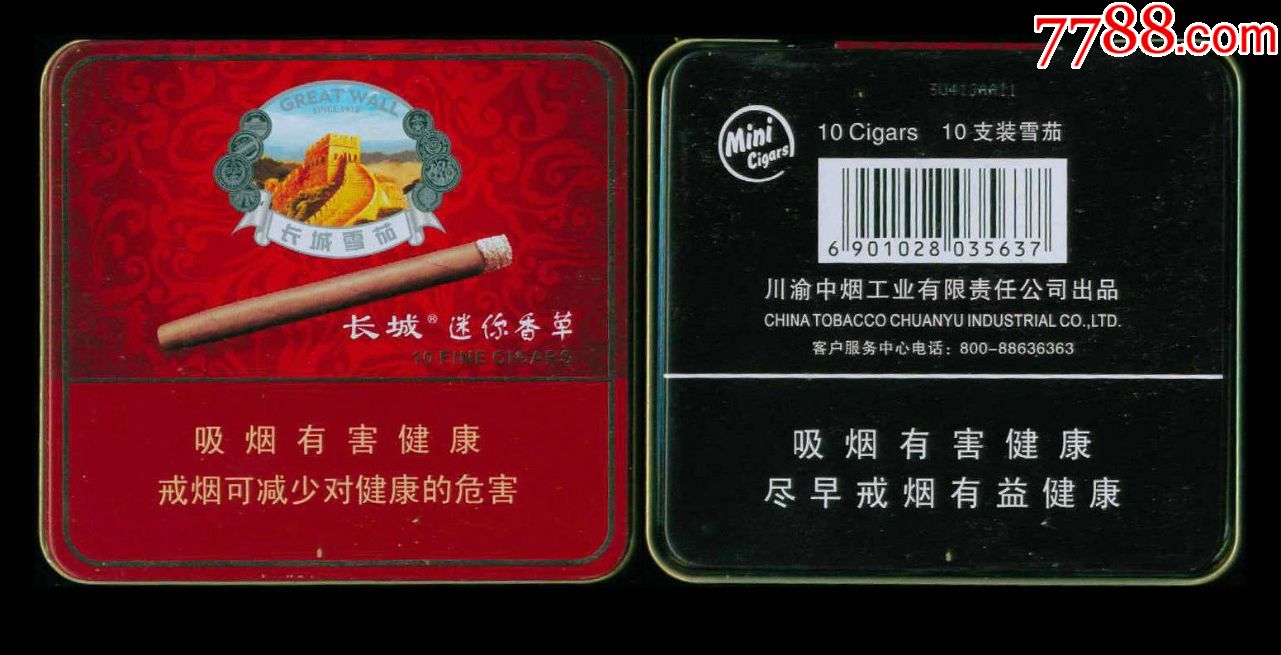 7788.com
GREAT WALL
SINCE 1918
长城雪茄
长城® 迷你香草
10 FINE CIGARS
吸烟有害健康
戒烟可减少对健康的危害
Mini Cigars
10 Cigars 10 支装雪茄
6 901028 035637
川渝中烟工业有限责任公司出品
CHINA TOBACCO CHUANYU INDUSTRIAL CO.,LTD.
客户服务中心电话：800-88636363
吸烟有害健康
尽早戒烟有益健康